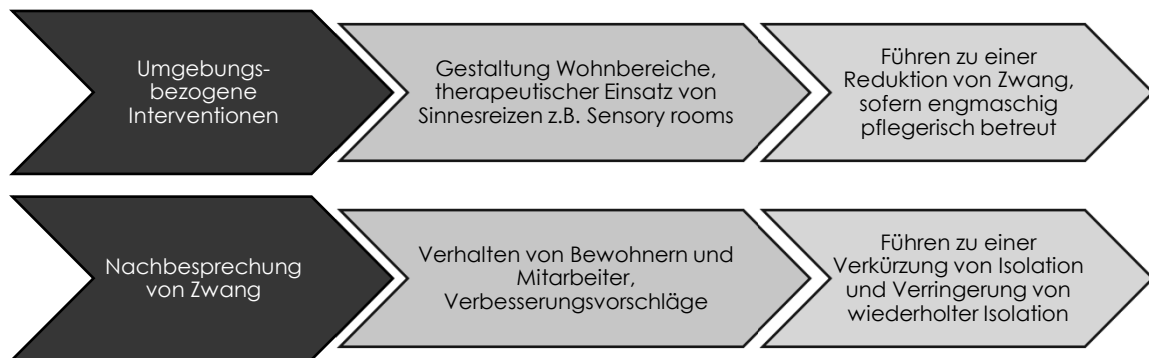 Umgebungs-
bezogene
Interventionen
Gestaltung Wohnbereiche,
therapeutischer Einsatz von
Sinnesreizen z.B. Sensory rooms
Führen zu einer
Reduktion von Zwang,
sofern engmaschig
pflegerisch betreut
Nachbesprechung
von Zwang
Verhalten von Bewohnern und
Mitarbeiter,
Verbesserungsvorschläge
Führen zu einer
Verkürzung von Isolation
und Verringerung von
wiederholter Isolation